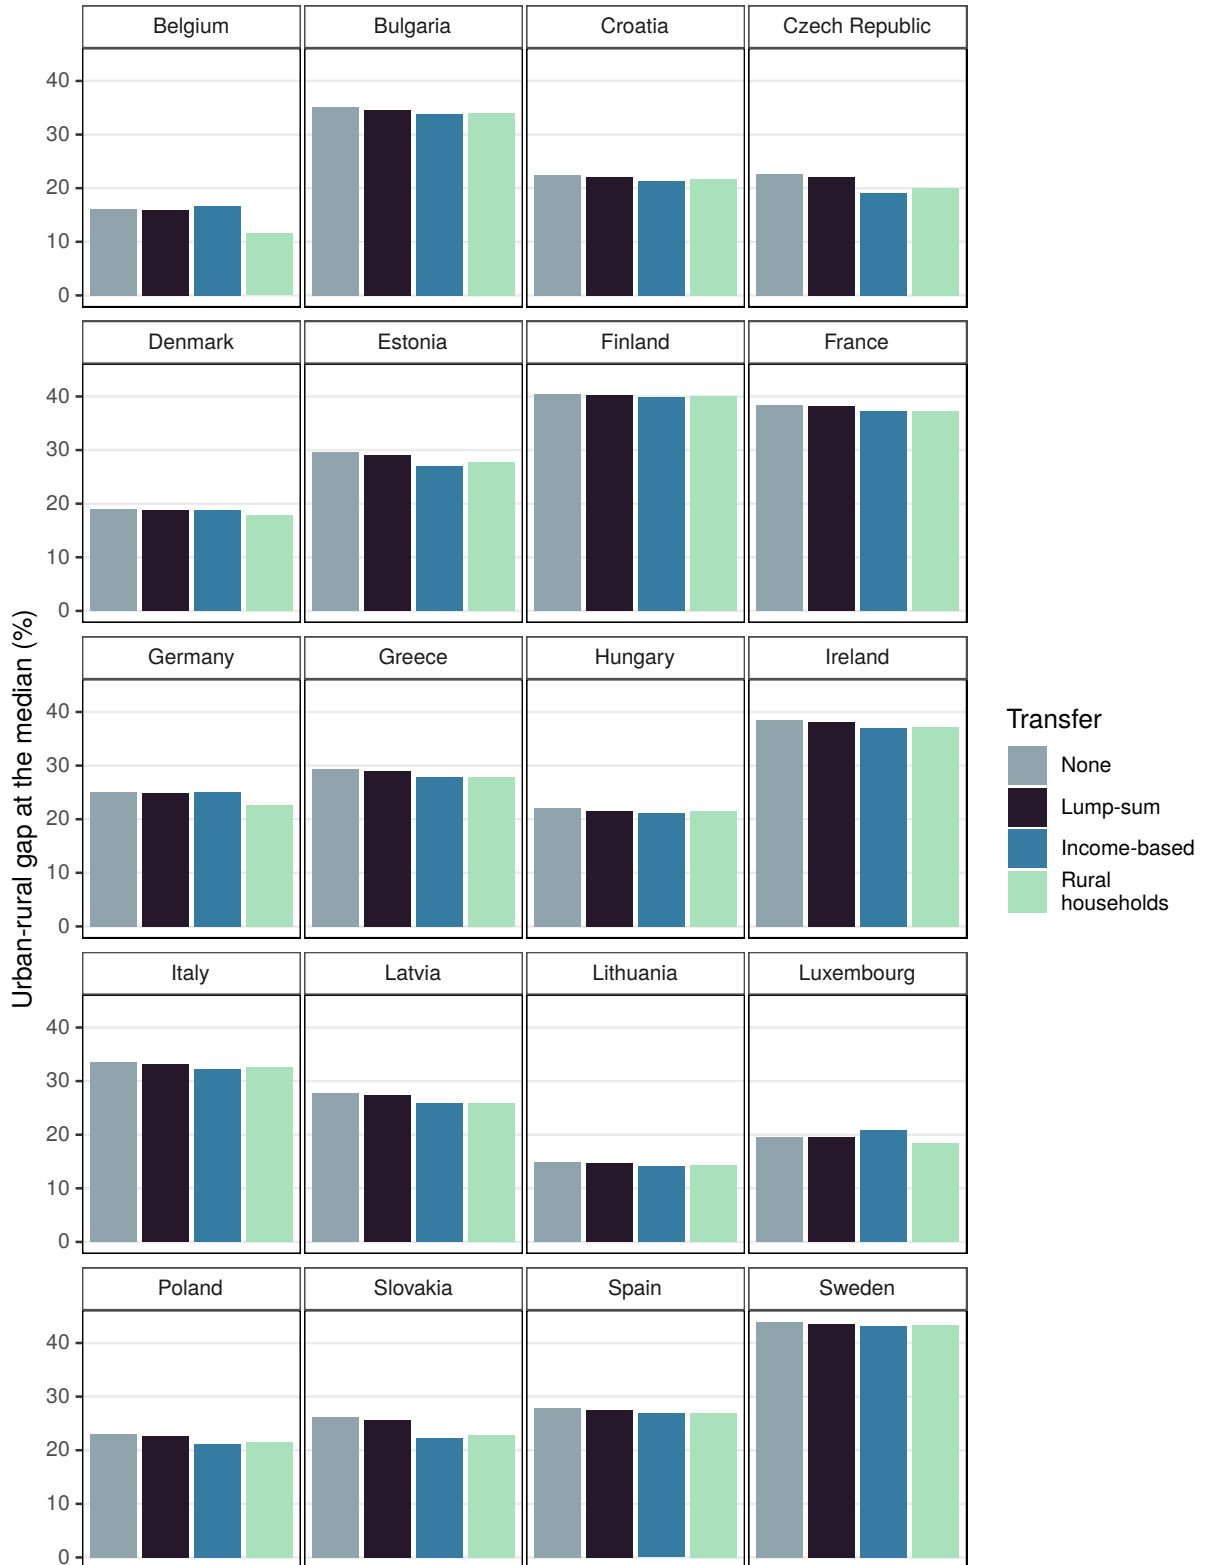 Belgium
Bulgaria
Croatia
Czech Republic
40
30
20
10
0
Denmark
Estonia
Finland
France
40
30
20
10
0
Urban-rural gap at the median (%)
Germany
Greece
Hungary
Ireland
40
30
20
10
0
Italy
Latvia
Lithuania
Luxembourg
40
30
20
10
0
Poland
Slovakia
Spain
Sweden
40
30
20
10
0
Transfer
None
Lump-sum
Income-based
Rural
households